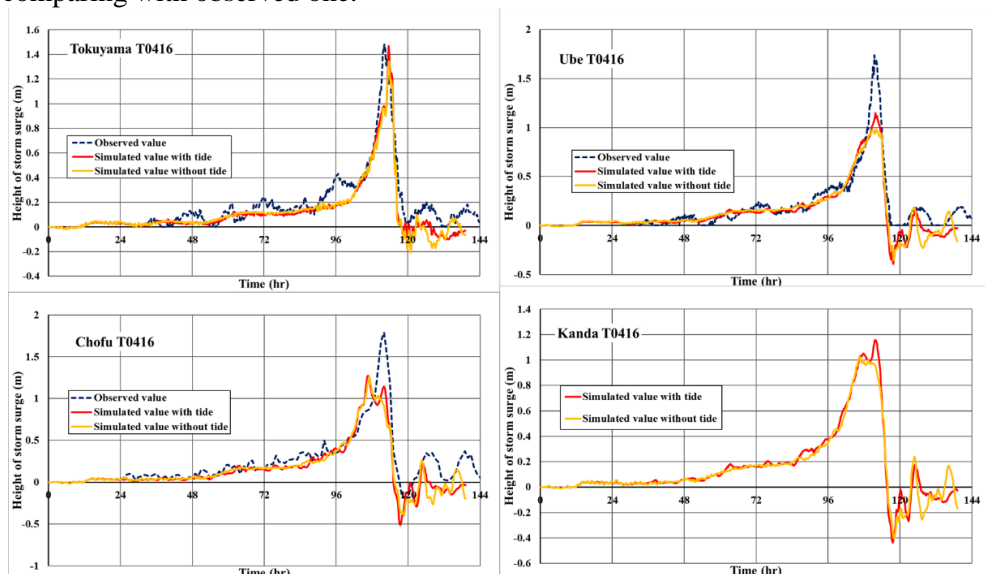 comparing with observed one.
Tokuyama T0416
Height of storm surge (m)
1.6
1.4
1.2
1
0.8
0.6
0.4
0.2
0
-0.2
-0.4
Observed value
Simulated value with tide
Simulated value without tide
0 24 48 72 96 120 144
Time (hr)
Ube T0416
Height of storm surge (m)
2
1.5
1
0.5
0
-0.5
Observed value
Simulated value with tide
Simulated value without tide
0 24 48 72 96 120 144
Time (hr)
Chofu T0416
Height of storm surge (m)
2
1.5
1
0.5
0
-0.5
-1
Observed value
Simulated value with tide
Simulated value without tide
0 24 48 72 96 120 144
Time (hr)
Kanda T0416
Height of storm surge (m)
1.4
1.2
1
0.8
0.6
0.4
0.2
0
-0.2
-0.4
-0.6
Simulated value with tide
Simulated value without tide
0 24 48 72 96 120 144
Time (hr)